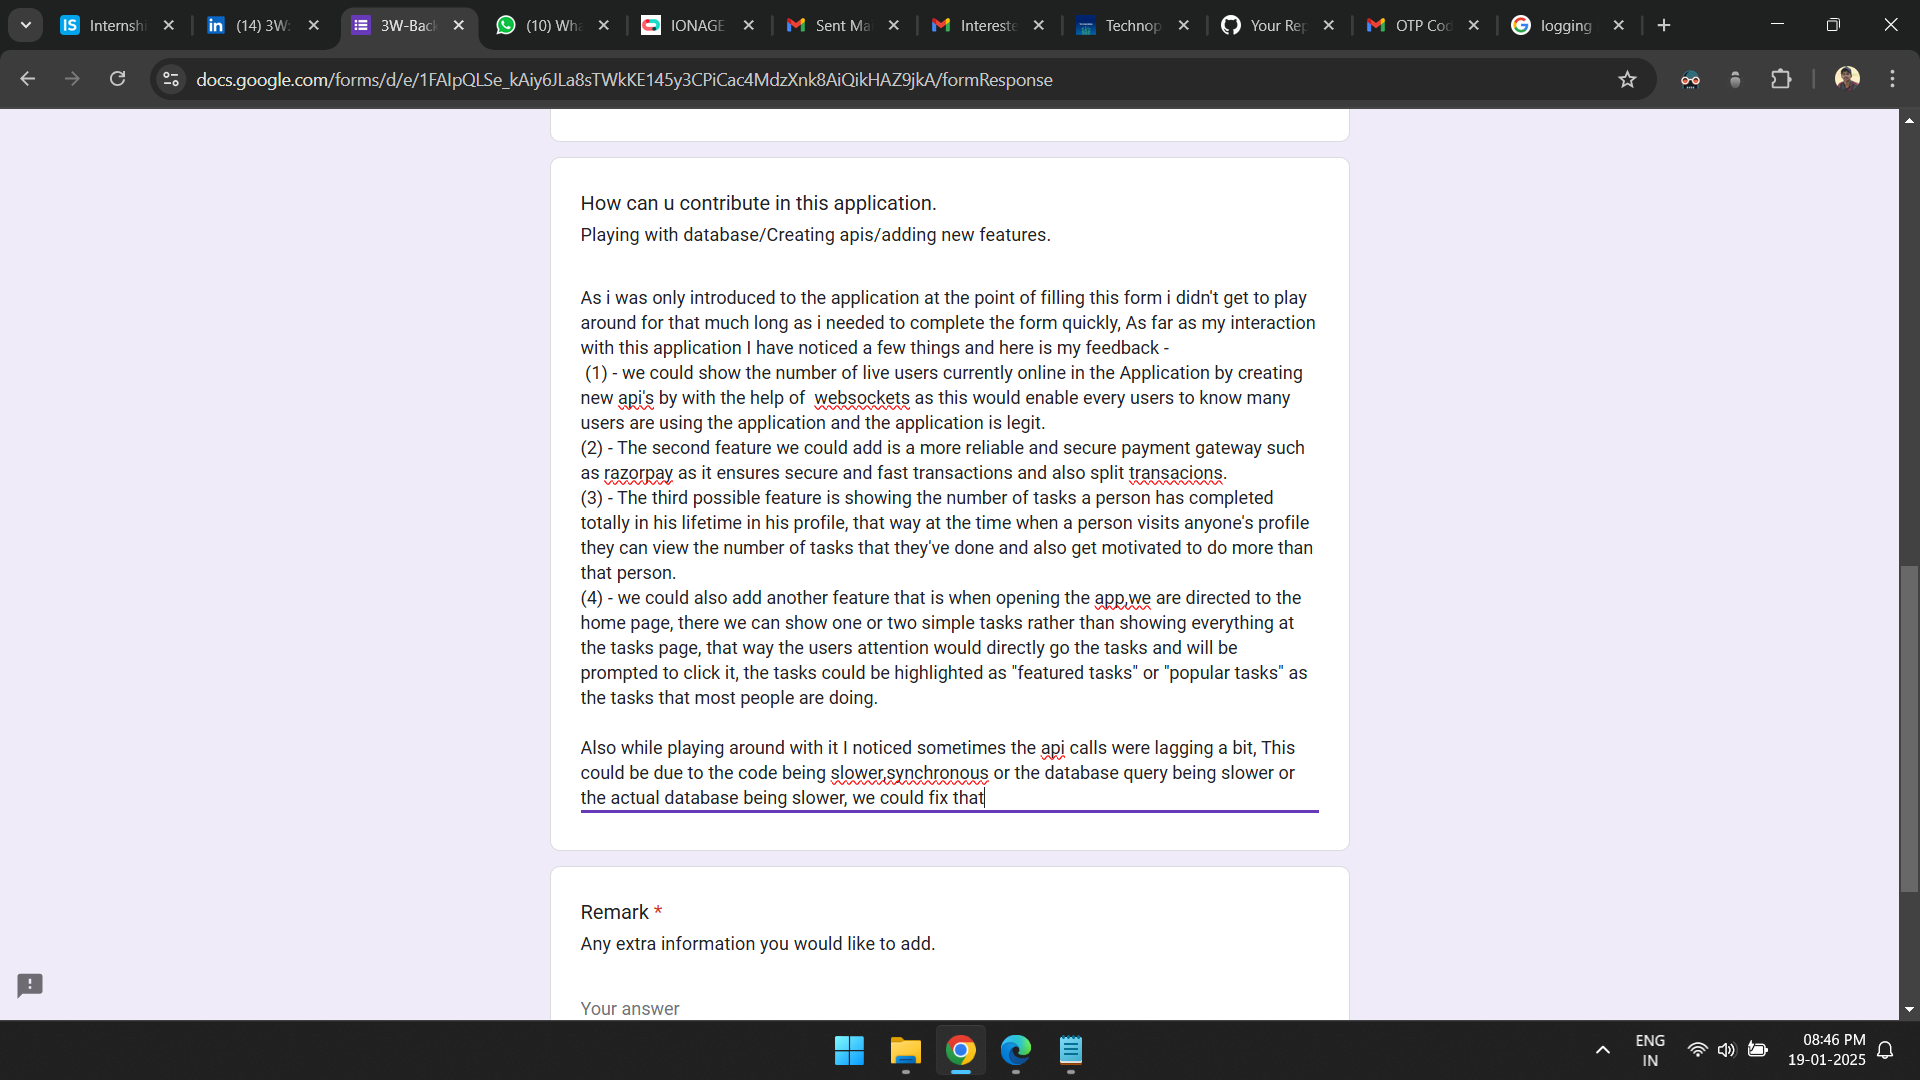 Internshi
(14) 3W:
3W-Back
(10) Wha
IONAGE
Sent Mai
Intereste
Technop
Your Rep
OTP Cod
logging
docs.google.com/forms/d/e/1FAIpQLSe_kAiy6JLa8sTWkKE145y3CPiCac4MdzXnk8AiQikHAZ9jkA/formResponse
How can u contribute in this application.
Playing with database/Creating apis/adding new features.
As i was only introduced to the application at the point of filling this form i didn't get to play
around for that much long as i needed to complete the form quickly, As far as my interaction
with this application I have noticed a few things and here is my feedback -
(1) - we could show the number of live users currently online in the Application by creating
new api's by with the help of  websockets as this would enable every users to know many
users are using the application and the application is legit.
(2) - The second feature we could add is a more reliable and secure payment gateway such
as razorpay as it ensures secure and fast transactions and also split transacions.
(3) - The third possible feature is showing the number of tasks a person has completed
totally in his lifetime in his profile, that way at the time when a person visits anyone's profile
they can view the number of tasks that they've done and also get motivated to do more than
that person.
(4) - we could also add another feature that is when opening the app,we are directed to the
home page, there we can show one or two simple tasks rather than showing everything at
the tasks page, that way the users attention would directly go the tasks and will be
prompted to click it, the tasks could be highlighted as "featured tasks" or "popular tasks" as
the tasks that most people are doing.
Also while playing around with it I noticed sometimes the api calls were lagging a bit, This
could be due to the code being slower,synchronous or the database query being slower or
the actual database being slower, we could fix that
Remark *
Any extra information you would like to add.
Your answer
ENG
IN
08:46 PM
19-01-2025